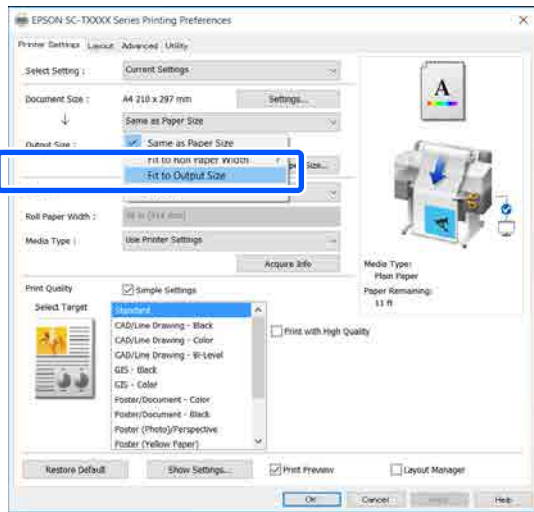 EPSON SC-TXXXX Series Printing Preferences
Printer Settings Layout Advanced Utility
Select Setting : Current Settings
Document Size : A4 210 x 297 mm Settings...
Same as Paper Size
Output Size : Same as Paper Size
Fit to Roll Paper Width
Size...
Fit to Output Size
Roll Paper Width :
Media Type : Use Printer Settings
Acquire Info
A
Media Type:
Plain Paper
Paper Remaining:
11 ft
Print Quality Simple Settings
Select Target Standard
CAD/Line Drawing - Black
Print with High Quality
CAD/Line Drawing - Color
CAD/Line Drawing - Bi-Level
GIS - Black
GIS - Color
Poster/Document - Color
Poster/Document - Black
Poster (Photo)/Perspective
Poster (Yellow Paper)
Restore Default Show Settings... Print Preview Layout Manager
OK Cancel Help